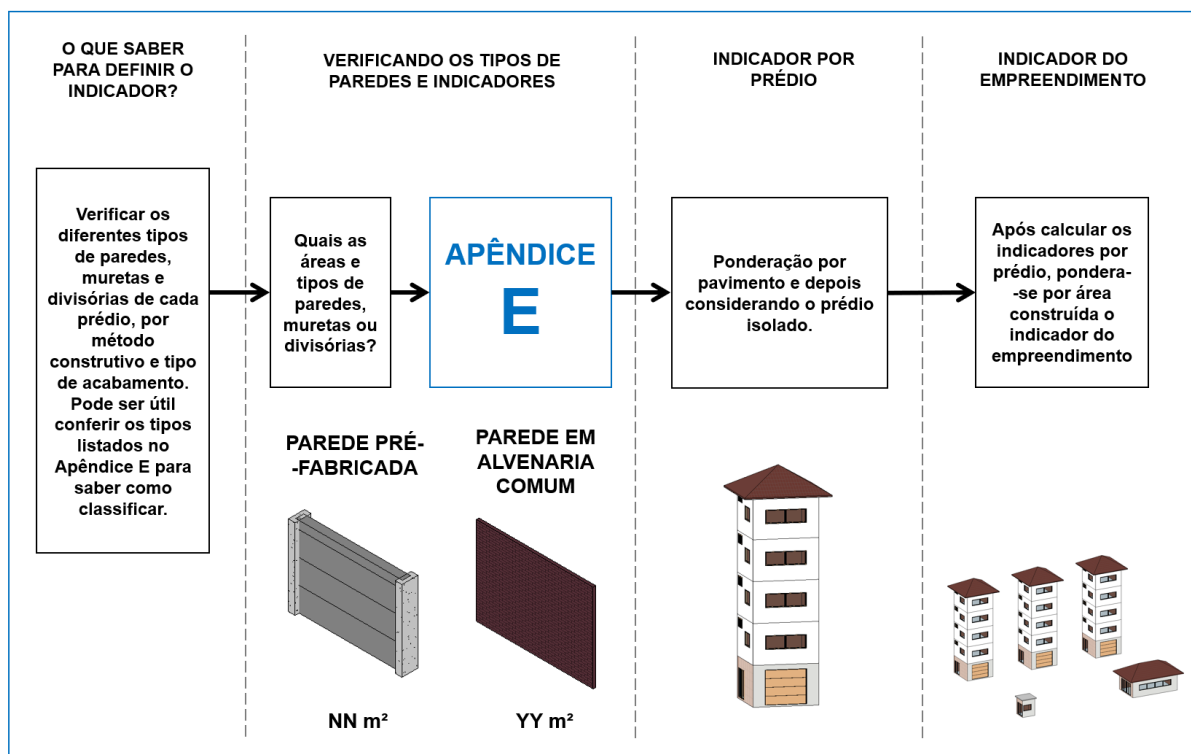 O QUE SABER
PARA DEFINIR O
INDICADOR?
VERIFICANDO OS TIPOS DE
PAREDES E INDICADORES
INDICADOR POR
PRÉDIO
INDICADOR DO
EMPREENDIMENTO
Verificar os
diferentes tipos
de paredes,
muretas e
divisórias de cada
prédio, por
método
construtivo e tipo
de acabamento.
Pode ser útil
conferir os tipos
listados no
Apêndice E para
saber como
classificar.
Quais as
áreas e
tipos de
paredes,
muretas ou
divisórias?
APÊNDICE
E
Ponderação por
pavimento e depois
considerando o prédio
isolado.
Após calcular os
indicadores por
prédio, pondera-
-se por área
construída o
indicador do
empreendimento
PAREDE PRÉ-
-FABRICADA
PAREDE EM
ALVENARIA
COMUM
NN m²
YY m²